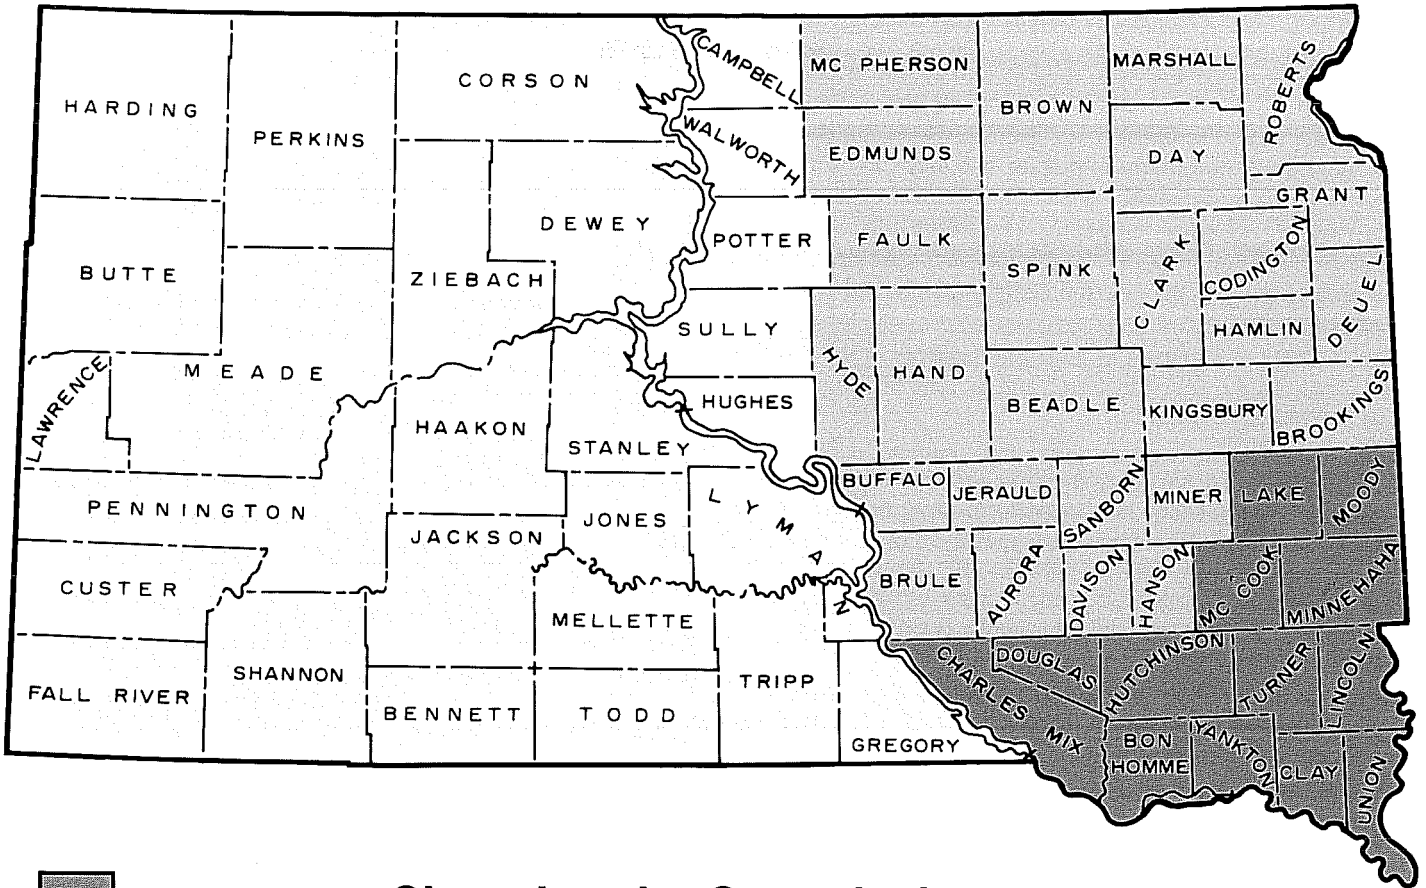 HARDING
PERKINS
CORSON
CAMPBELL
MC PHERSON
BROWN
MARSHALL
ROBERTS
WALWORTH
EDMUNDS
DAY
GRANT
BUTTE
ZIEBACH
DEWEY
POTTER
FAULK
SPINK
CLARK
CODINGTON
HAMLIN
DEUEL
LAWRENCE
MEADE
SULLY
HYDE
HAND
HAAKON
STANLEY
HUGHES
BEADLE
KINGSBURY
BROOKINGS
PENNINGTON
JACKSON
JONES
LYMAN
BUFFALO
JERAULD
SANBORN
MINER
LAKE
MOODY
CUSTER
MELLETTE
BRULE
AURORA
DAVISON
HANSON
MC COOK
MINNEHAHA
FALL RIVER
SHANNON
BENNETT
TODD
TRIPP
GREGORY
CHARLES MIX
DOUGLAS
HUTCHINSON
TURNER
LINCOLN
BON
HOMME
YANKTON
CLAY
UNION